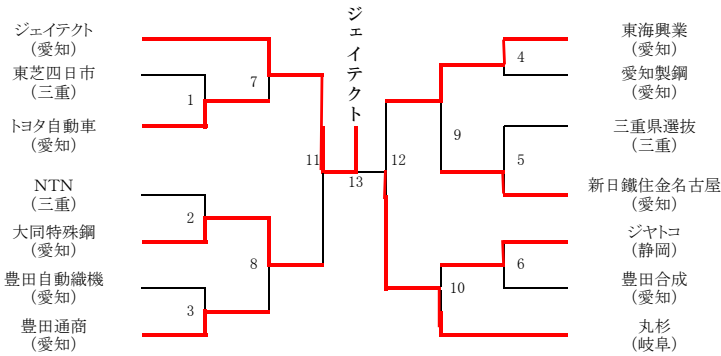 ジェイテクト
(愛知)
東芝四日市
(三重)
トヨタ自動車
(愛知)
NTN
(三重)
大同特殊鋼
(愛知)
豊田自動織機
(愛知)
豊田通商
(愛知)
1
2
3
7
8
11
ジェイテクト
13
12
9
10
4
5
6
東海興業
(愛知)
愛知製鋼
(愛知)
三重県選抜
(三重)
新日鐵住金名古屋
(愛知)
ジヤトコ
(静岡)
豊田合成
(愛知)
丸杉
(岐阜)